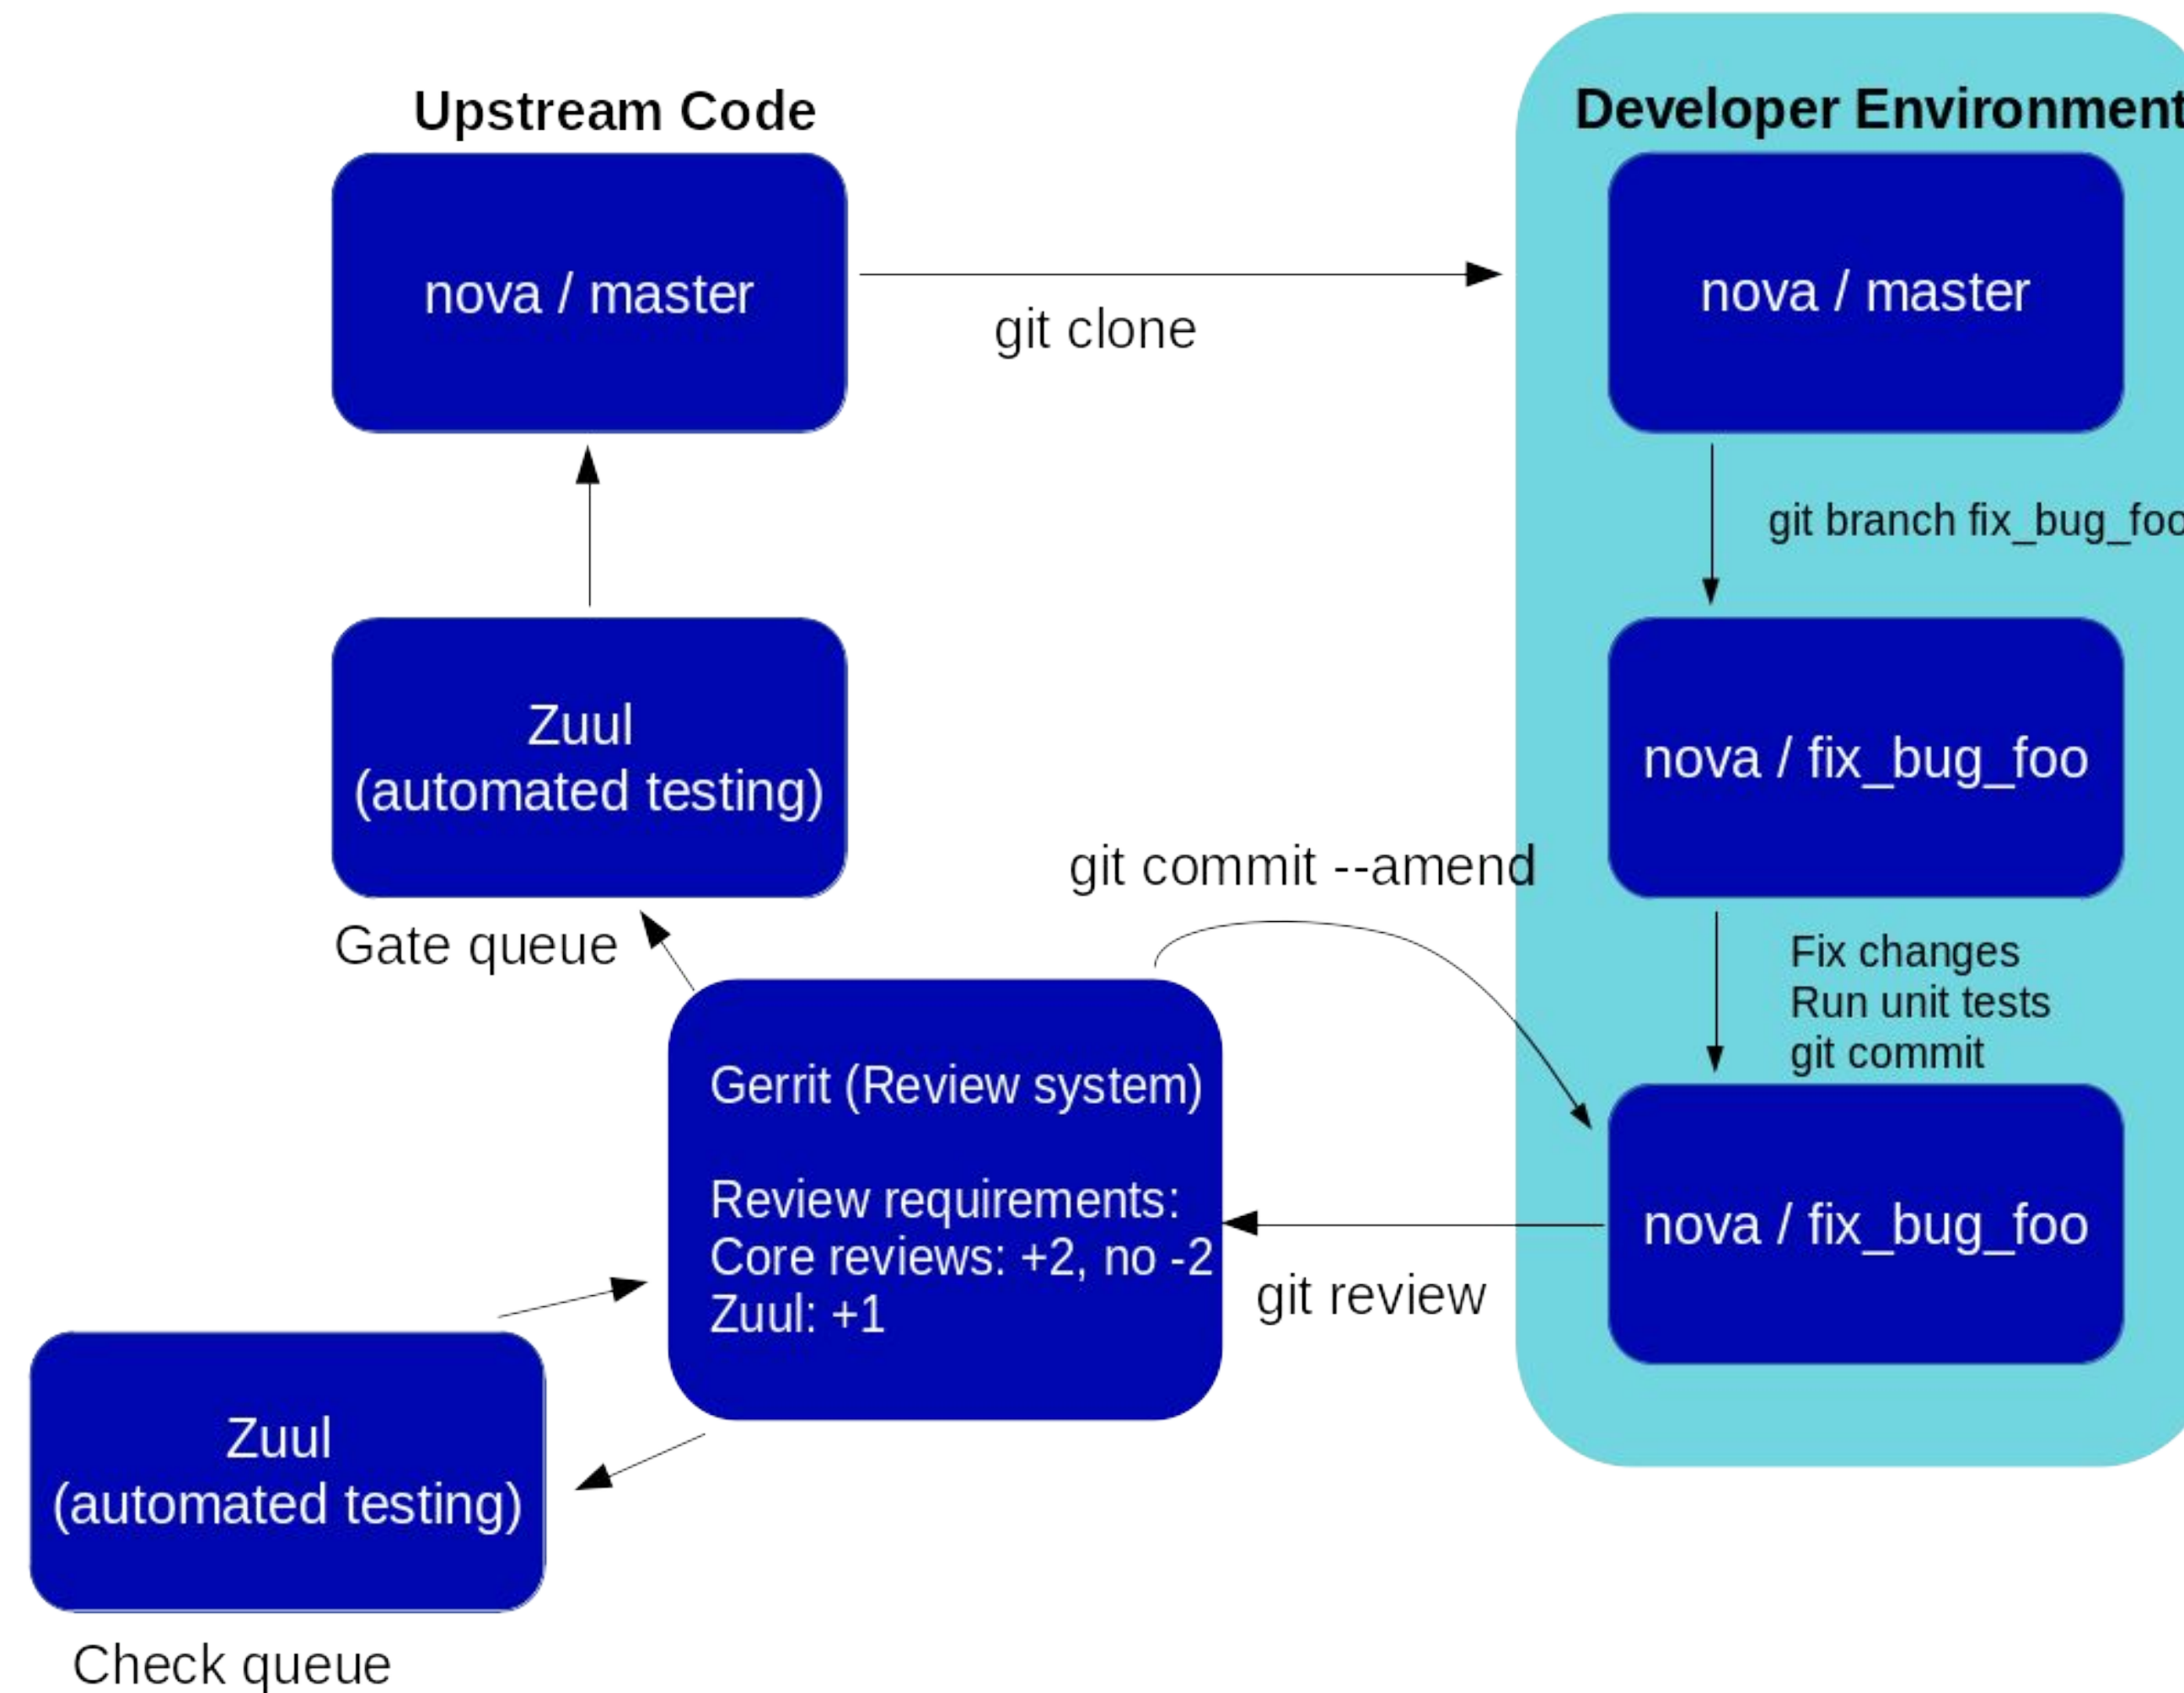 Upstream Code
Developer Environment
nova / master
nova / master
git clone
git branch fix_bug_foo
Zuul
(automated testing)
nova / fix_bug_foo
git commit --amend
Gate queue
Fix changes
Run unit tests
git commit
Gerrit (Review system)
Review requirements:
Core reviews: +2, no -2
Zuul: +1
nova / fix_bug_foo
git review
Zuul
(automated testing)
Check queue